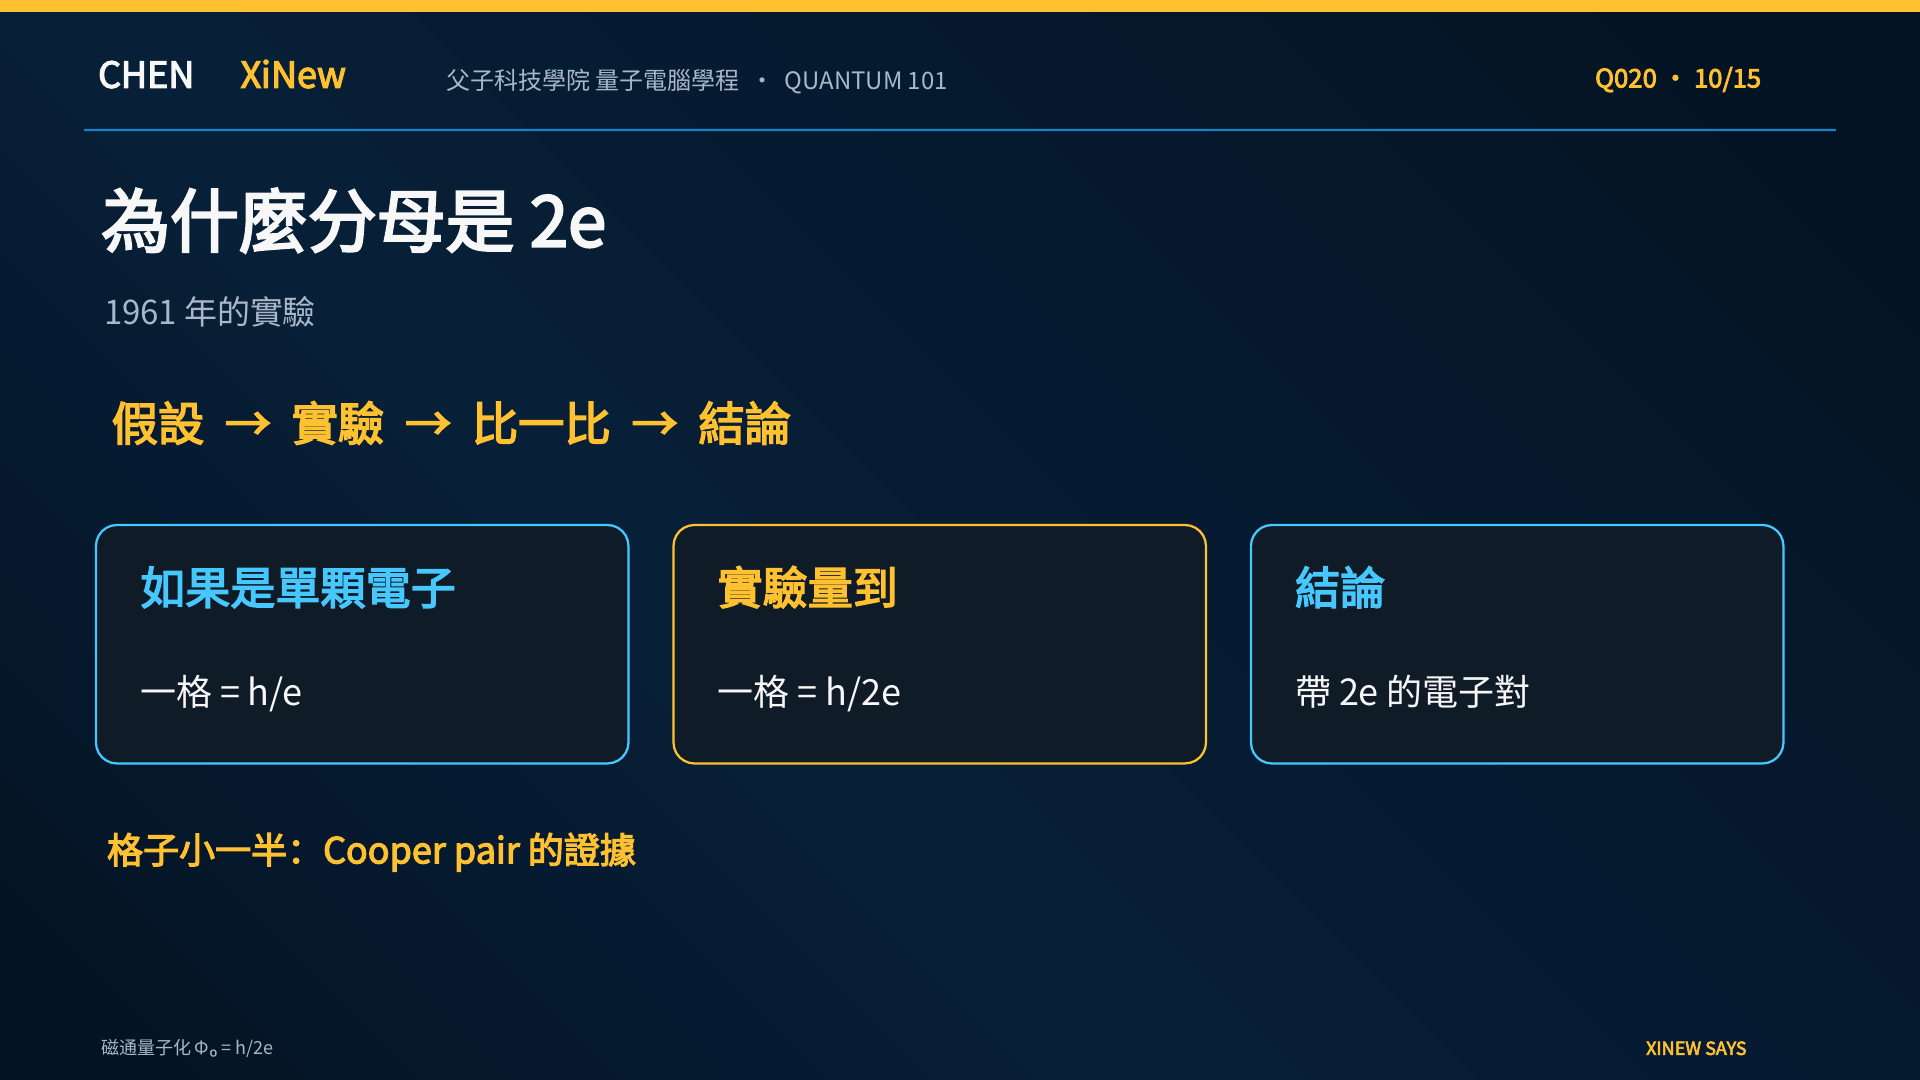 CHEN XiNew 父子科技學院 量子電腦學程 · QUANTUM 101 Q020 · 10/15
為什麼分母是 2e
1961 年的實驗
假設 → 實驗 → 比一比 → 結論
如果是單顆電子
一格 = h/e
實驗量到
一格 = h/2e
結論
帶 2e 的電子對
格子小一半：Cooper pair 的證據
磁通量子化 Φ₀ = h/2e
XINEW SAYS